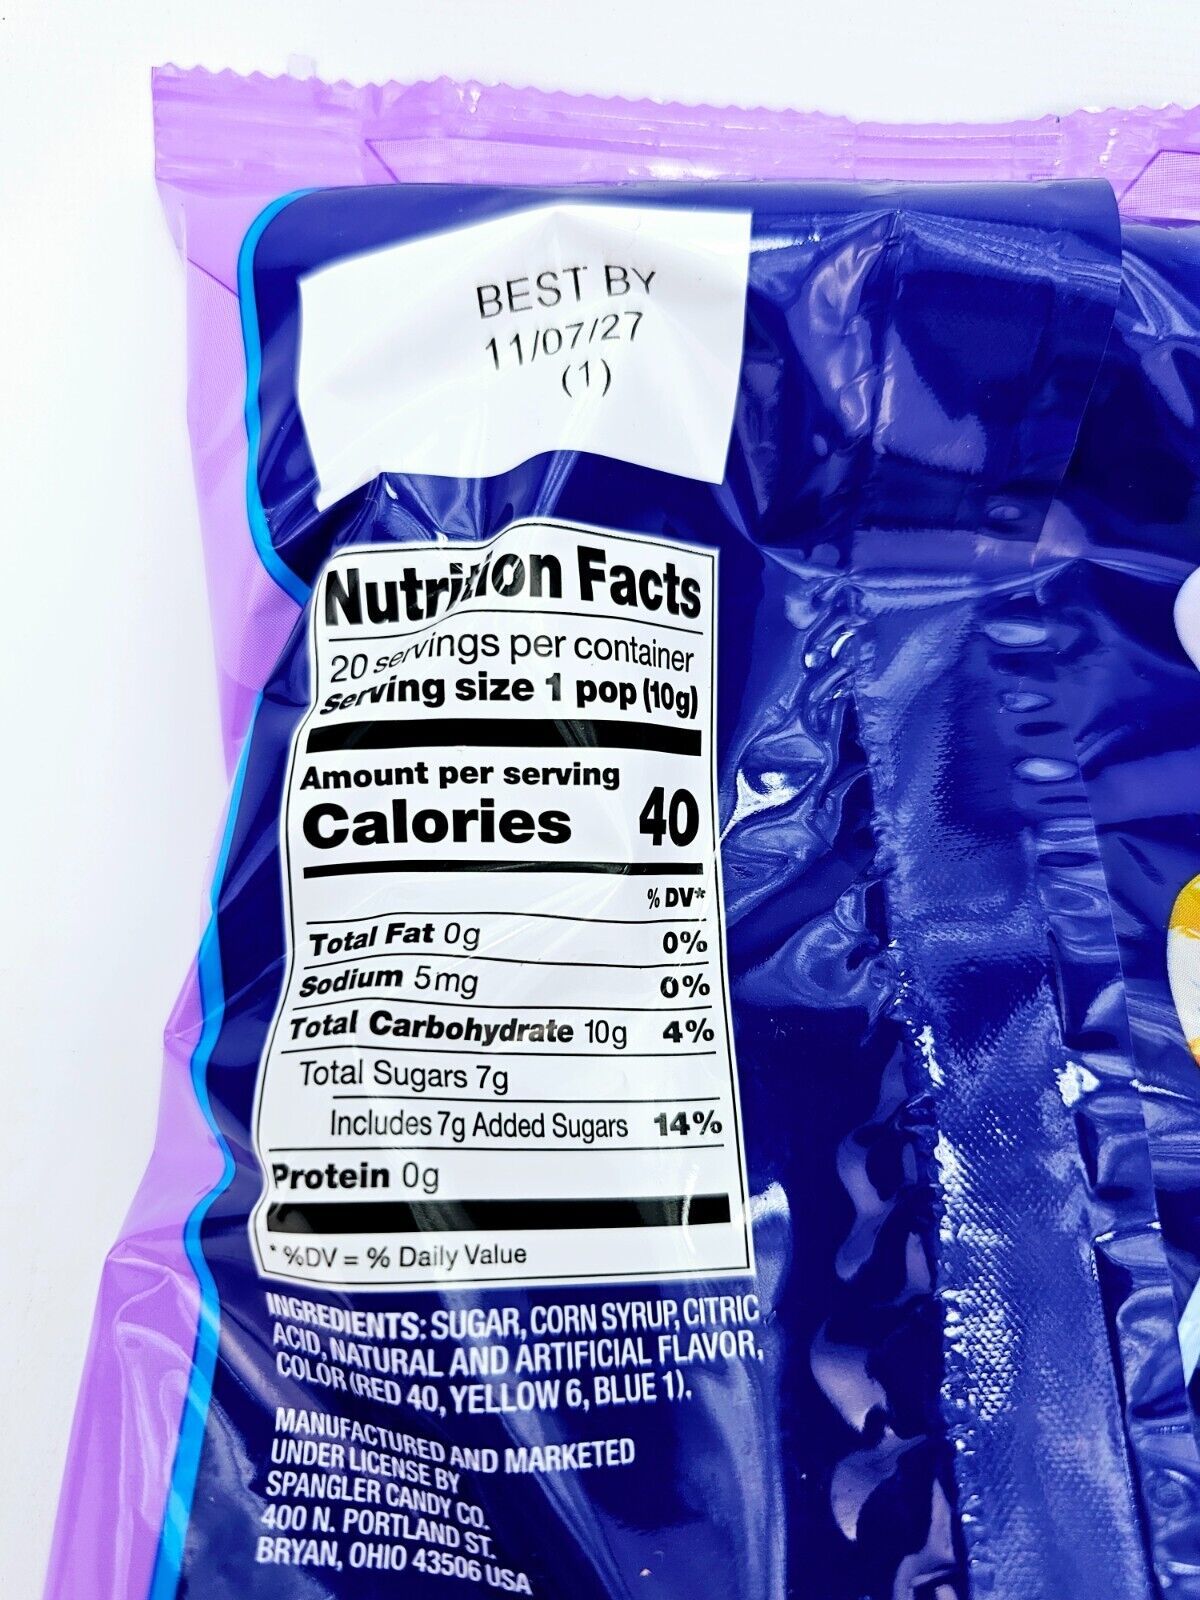 BEST BY
11/07/27
(1)
Nutrition Facts
20 servings per container
Serving size 1 pop (10g)
Amount per serving
Calories 40
% DV*
Total Fat 0g 0%
Sodium 5mg 0%
Total Carbohydrate 10g 4%
Total Sugars 7g
Includes 7g Added Sugars 14%
Protein 0g
* %DV = % Daily Value
INGREDIENTS: SUGAR, CORN SYRUP, CITRIC
ACID, NATURAL AND ARTIFICIAL FLAVOR,
COLOR (RED 40, YELLOW 6, BLUE 1).
MANUFACTURED AND MARKETED
UNDER LICENSE BY
SPANGLER CANDY CO.
400 N. PORTLAND ST.
BRYAN, OHIO 43506 USA